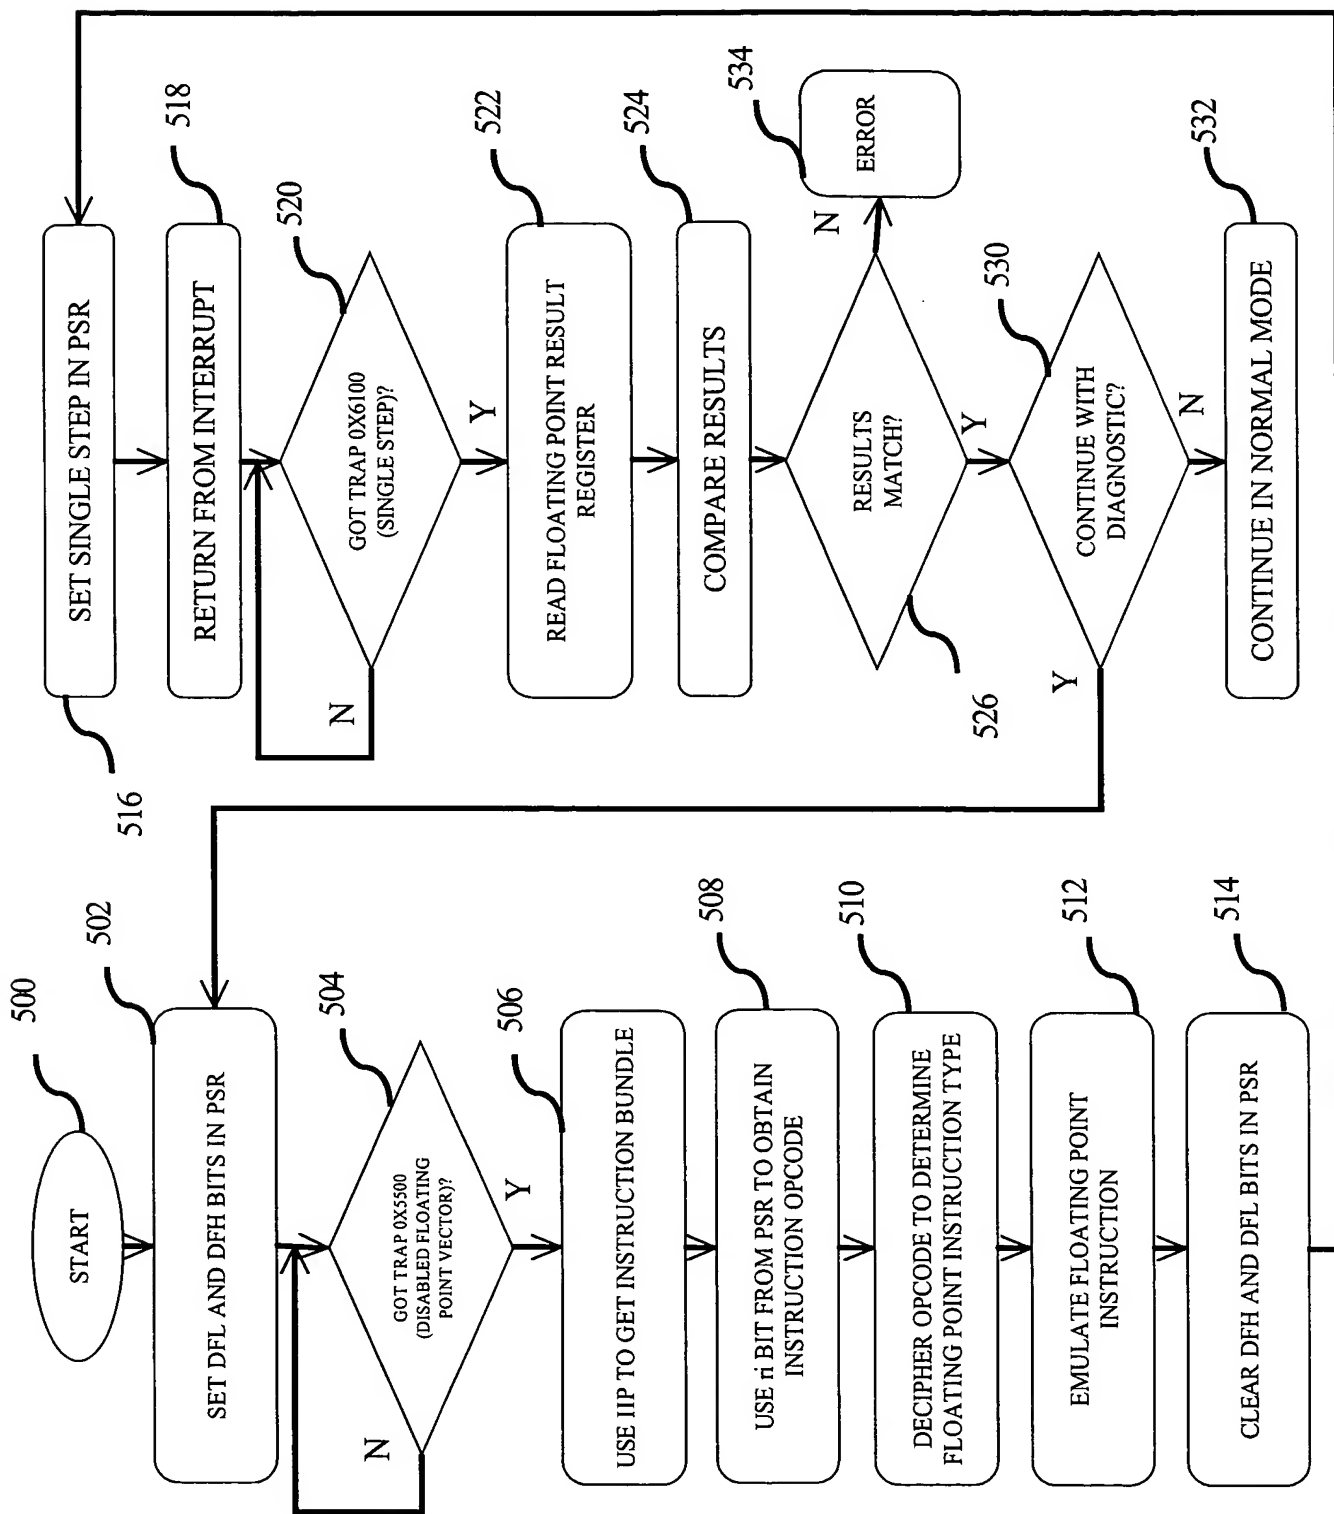 500
START
502
SET DFL AND DFH BITS IN PSR
504
GOT TRAP 0X5500
(DISABLED FLOATING
POINT VECTOR)?
N
Y
506
USE IIP TO GET INSTRUCTION BUNDLE
508
USE ri BIT FROM PSR TO OBTAIN
INSTRUCTION OPCODE
510
DECIPHER OPCODE TO DETERMINE
FLOATING POINT INSTRUCTION TYPE
512
EMULATE FLOATING POINT
INSTRUCTION
514
CLEAR DFH AND DFL BITS IN PSR
516
SET SINGLE STEP IN PSR
518
RETURN FROM INTERRUPT
520
GOT TRAP 0X6100
(SINGLE STEP)?
N
Y
522
READ FLOATING POINT RESULT
REGISTER
524
COMPARE RESULTS
526
RESULTS
MATCH?
N
534
ERROR
Y
530
CONTINUE WITH
DIAGNOSTIC?
Y
N
532
CONTINUE IN NORMAL MODE